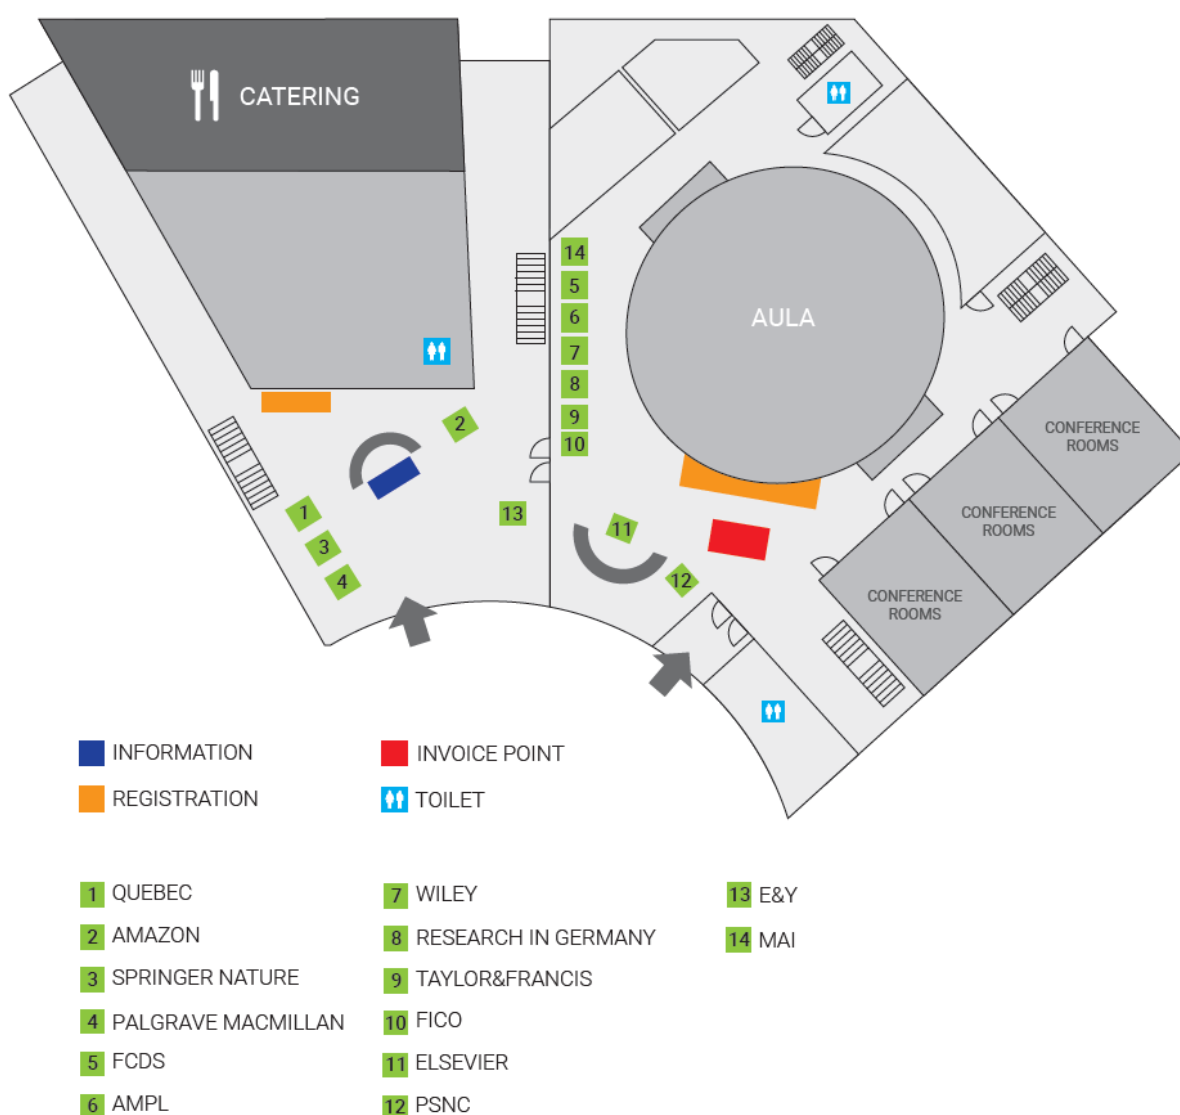 CATERING
14
5
6
AULA
7
8
2
9
CONFERENCE
ROOMS
10
1
13
CONFERENCE
ROOMS
11
3
4
12
CONFERENCE
ROOMS
INFORMATION
INVOICE POINT
REGISTRATION
TOILET
1 QUEBEC
7 WILEY
13 E&Y
2 AMAZON
8 RESEARCH IN GERMANY
14 MAI
3 SPRINGER NATURE
9 TAYLOR&FRANCIS
4 PALGRAVE MACMILLAN
10 FICO
5 FCDS
11 ELSEVIER
6 AMPL
12 PSNC